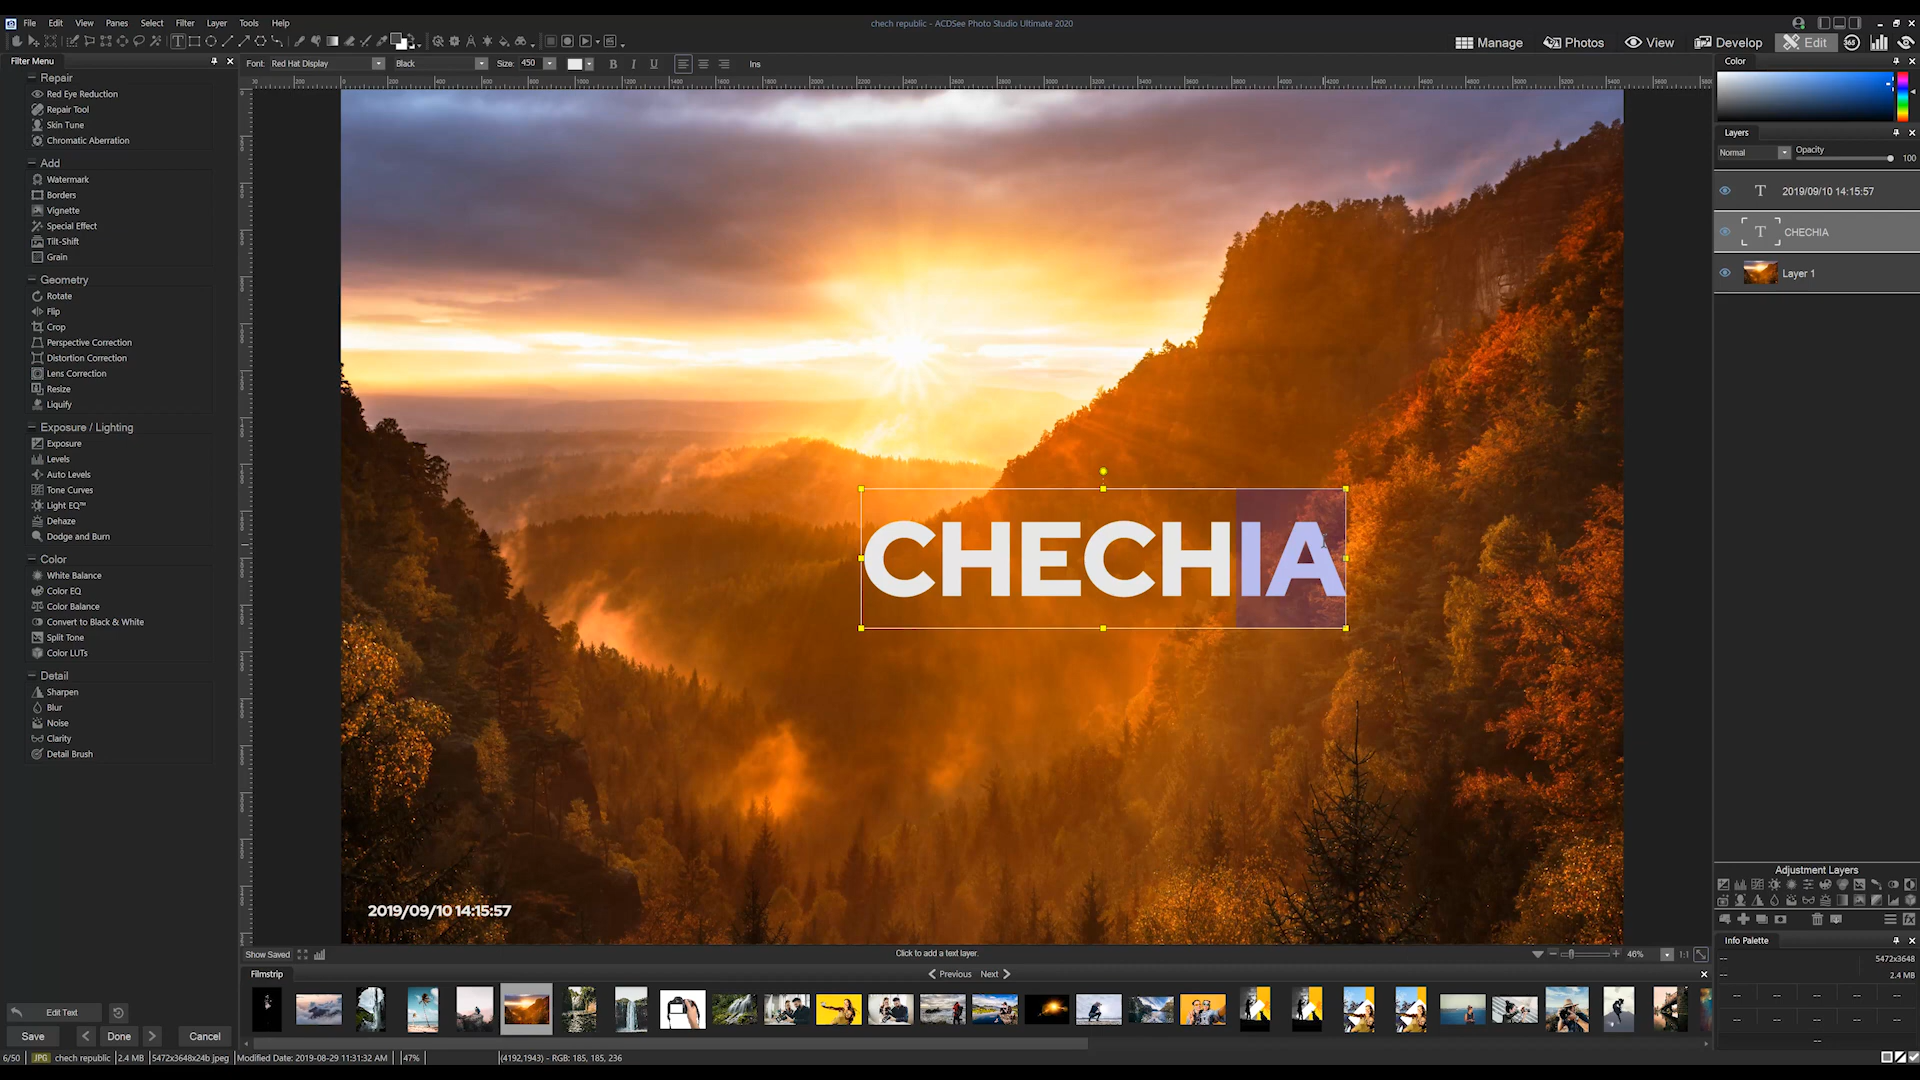 File Edit View Panes Select Filter Layer Tools Help
chech republic - ACDSee Photo Studio Ultimate 2020
Manage Photos View Develop Edit 365
Filter Menu
Font: Red Hat Display Black Size: 450 B I U Ins
Repair
Red Eye Reduction
Repair Tool
Skin Tune
Chromatic Aberration
Add
Watermark
Borders
Vignette
Special Effect
Tilt-Shift
Grain
Geometry
Rotate
Flip
Crop
Perspective Correction
Distortion Correction
Lens Correction
Resize
Liquify
Exposure / Lighting
Exposure
Levels
Auto Levels
Tone Curves
Light EQ™
Dehaze
Dodge and Burn
Color
White Balance
Color EQ
Color Balance
Convert to Black & White
Split Tone
Color LUTs
Detail
Sharpen
Blur
Noise
Clarity
Detail Brush
CHECHIA
2019/09/10 14:15:57
Color
Layers
Normal Opacity 100
2019/09/10 14:15:57
CHECHIA
Layer 1
Adjustment Layers
Info Palette
5472x3648
2.4 MB
Show Saved
Click to add a text layer.
46% 1:1
Filmstrip
Previous Next
Edit Text
Save Done Cancel
6/50 JPG chech republic 2.4 MB 5472x3648x24b jpeg Modified Date: 2019-08-29 11:31:32 AM 47% (4192,1943) - RGB: 185, 185, 236